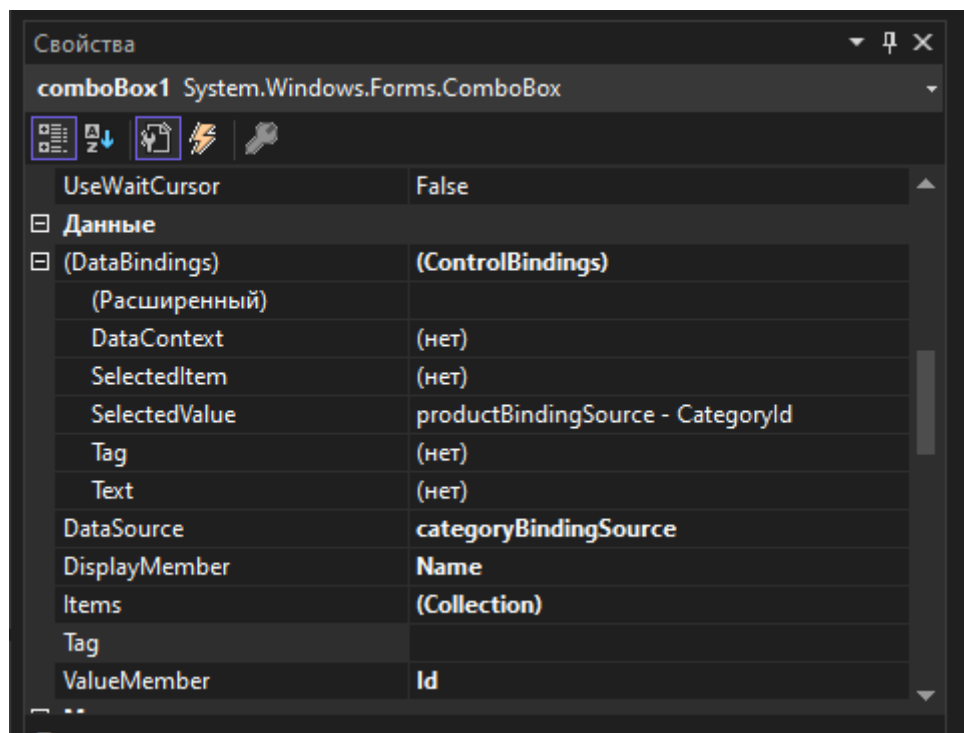 Свойства
comboBox1 System.Windows.Forms.ComboBox
UseWaitCursor False
Данные
(DataBindings) (ControlBindings)
(Расширенный)
DataContext (нет)
SelectedItem (нет)
SelectedValue productBindingSource - CategoryId
Tag (нет)
Text (нет)
DataSource categoryBindingSource
DisplayMember Name
Items (Collection)
Tag
ValueMember Id